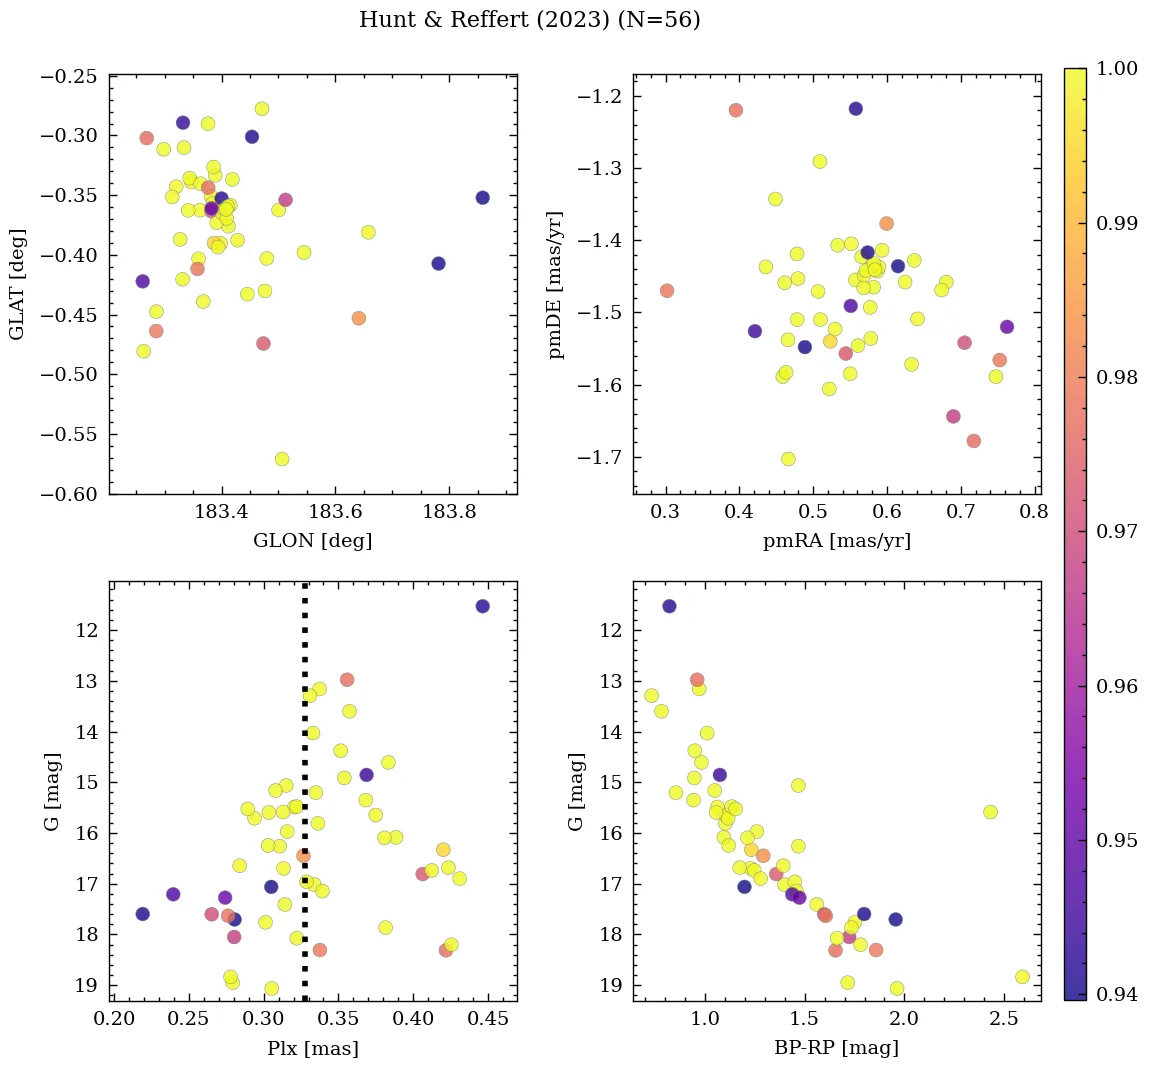 Hunt & Reffert (2023) (N=56)
−0.25
−0.30
−0.35
−0.40
−0.45
−0.50
−0.55
−0.60
GLAT [deg]
183.4 183.6 183.8
GLON [deg]
−1.2
−1.3
−1.4
−1.5
−1.6
−1.7
pmDE [mas/yr]
0.3 0.4 0.5 0.6 0.7 0.8
pmRA [mas/yr]
12
13
14
15
16
17
18
19
G [mag]
0.20 0.25 0.30 0.35 0.40 0.45
Plx [mas]
12
13
14
15
16
17
18
19
G [mag]
1.0 1.5 2.0 2.5
BP-RP [mag]
1.00
0.99
0.98
0.97
0.96
0.95
0.94